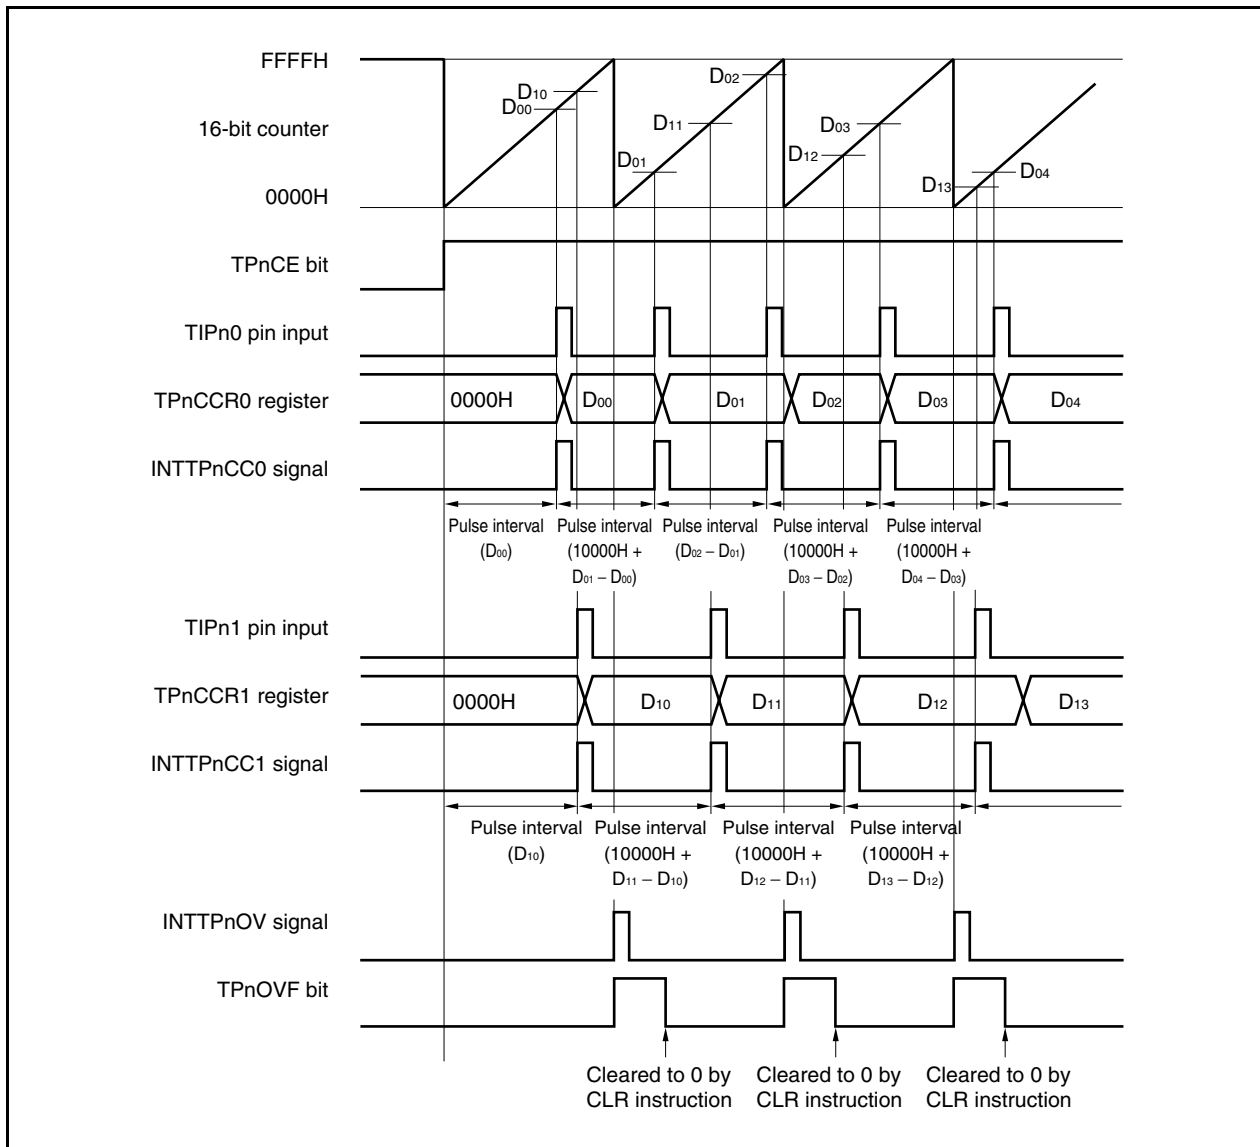 FFFFH
16-bit counter
0000H
D00
D10
D01
D11
D02
D12
D03
D13
D04
TPnCE bit
TIPn0 pin input
TPnCCR0 register
0000H
D00
D01
D02
D03
D04
INTTPnCC0 signal
Pulse interval
(D00)
Pulse interval
(10000H +
D01 – D00)
Pulse interval
(D02 – D01)
Pulse interval
(10000H +
D03 – D02)
Pulse interval
(10000H +
D04 – D03)
TIPn1 pin input
TPnCCR1 register
0000H
D10
D11
D12
D13
INTTPnCC1 signal
Pulse interval
(D10)
Pulse interval
(10000H +
D11 – D10)
Pulse interval
(10000H +
D12 – D11)
Pulse interval
(10000H +
D13 – D12)
INTTPnOV signal
TPnOVF bit
Cleared to 0 by
CLR instruction
Cleared to 0 by
CLR instruction
Cleared to 0 by
CLR instruction